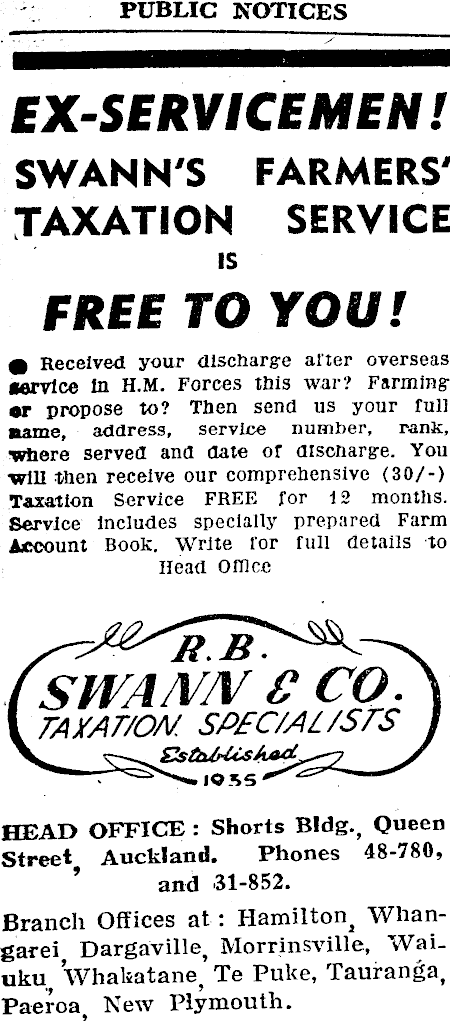 PUBLIC NOTICES
EX-SERVICEMEN!
SWANN'S FARMERS'
TAXATION SERVICE
IS
FREE TO YOU!
● Received your discharge after overseas
service in H.M. Forces this war? Farming
or propose to? Then send us your full
name, address, service number, rank,
where served and date of discharge. You
will then receive our comprehensive (30/-)
Taxation Service FREE for 12 months.
Service includes specially prepared Farm
Account Book. Write for full details to
Head Office
R. B.
SWANN & CO.
TAXATION SPECIALISTS
Established
1935
HEAD OFFICE: Shorts Bldg., Queen
Street, Auckland. Phones 48-780,
and 31-852.
Branch Offices at: Hamilton, Whan-
garei, Dargaville, Morrinsville, Wai-
uku, Whakatane, Te Puke, Tauranga,
Paeroa, New Plymouth.